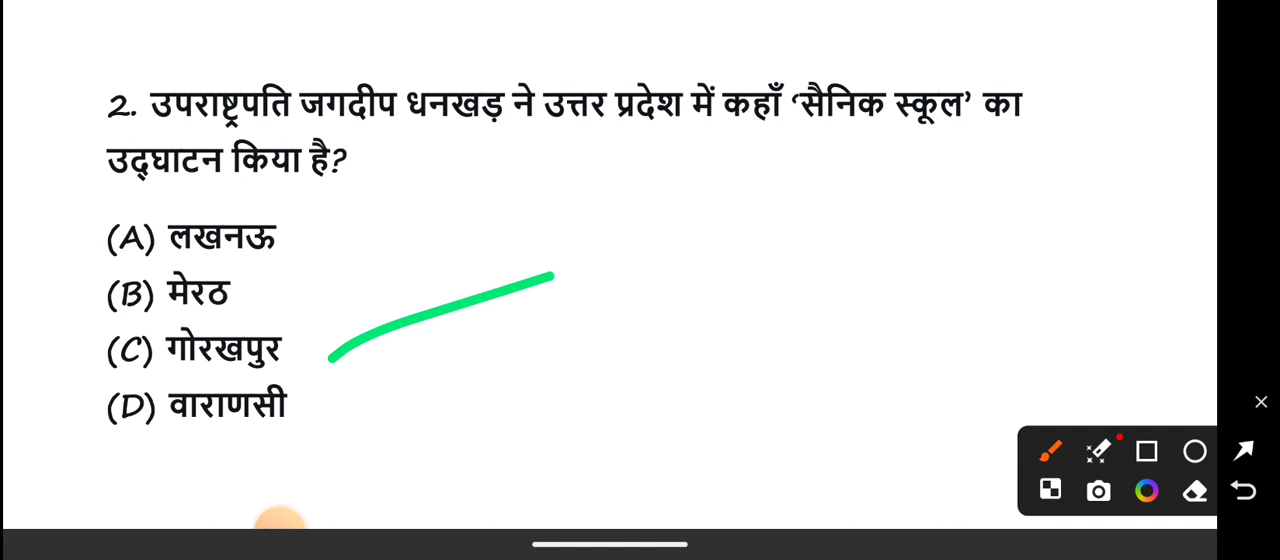 2. उपराष्ट्रपति जगदीप धनखड़ ने उत्तर प्रदेश में कहाँ ‘सैनिक स्कूल’ का
उद्घाटन किया है?
(A) लखनऊ
(B) मेरठ
(C) गोरखपुर
(D) वाराणसी